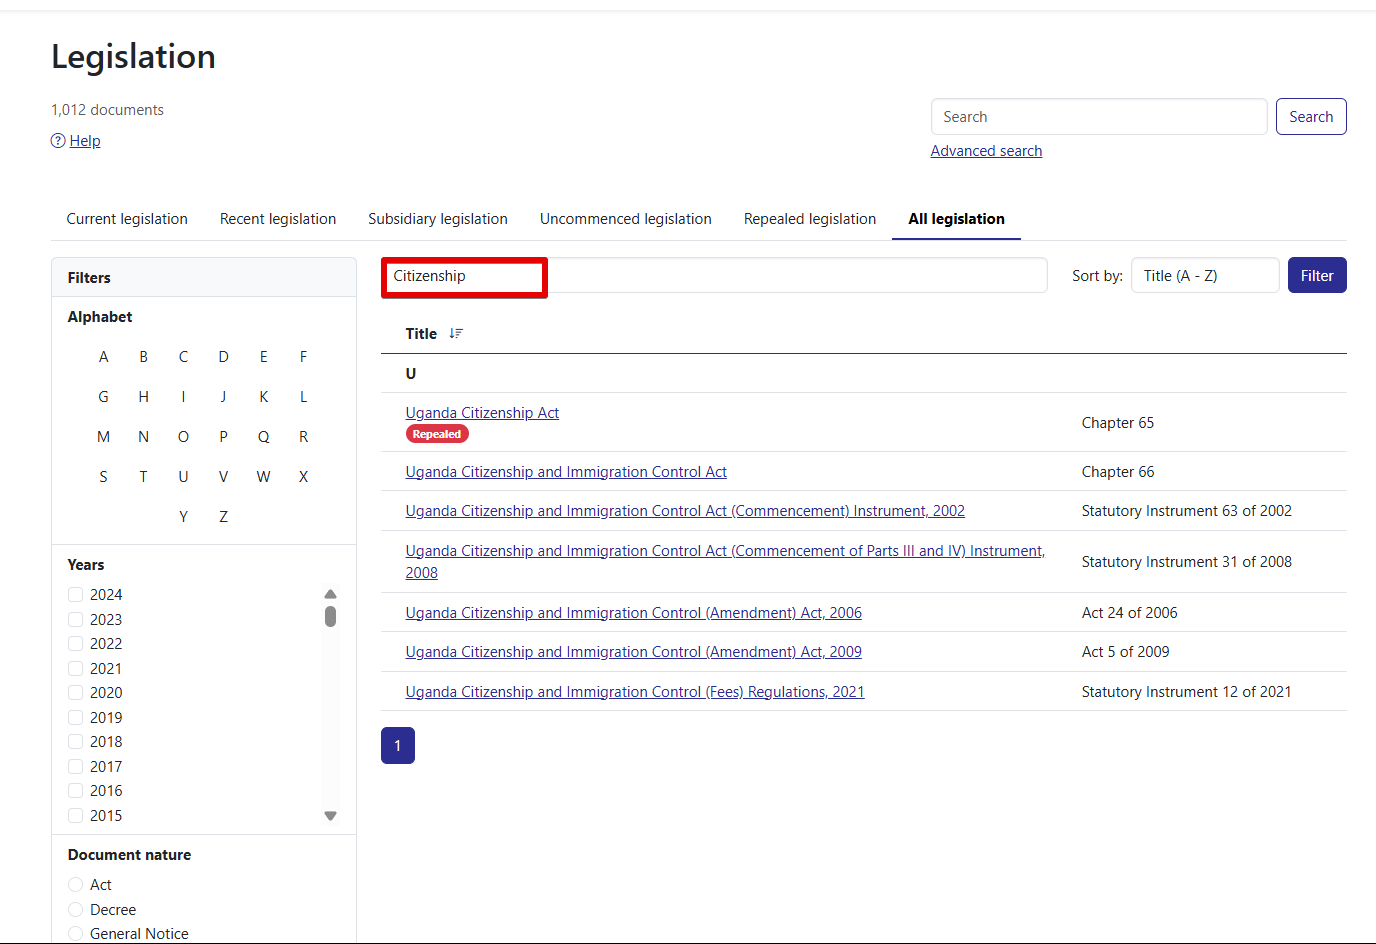 Legislation
1,012 documents
Help
Search
Search
Advanced search
Current legislation
Recent legislation
Subsidiary legislation
Uncommenced legislation
Repealed legislation
All legislation
Filters
Alphabet
A B C D E F
G H I J K L
M N O P Q R
S T U V W X
Y Z
Years
2024
2023
2022
2021
2020
2019
2018
2017
2016
2015
Document nature
Act
Decree
General Notice
Citizenship
Sort by:
Title (A - Z)
Filter
Title
U
Uganda Citizenship Act
Repealed
Chapter 65
Uganda Citizenship and Immigration Control Act
Chapter 66
Uganda Citizenship and Immigration Control Act (Commencement) Instrument, 2002
Statutory Instrument 63 of 2002
Uganda Citizenship and Immigration Control Act (Commencement of Parts III and IV) Instrument,
2008
Statutory Instrument 31 of 2008
Uganda Citizenship and Immigration Control (Amendment) Act, 2006
Act 24 of 2006
Uganda Citizenship and Immigration Control (Amendment) Act, 2009
Act 5 of 2009
Uganda Citizenship and Immigration Control (Fees) Regulations, 2021
Statutory Instrument 12 of 2021
1